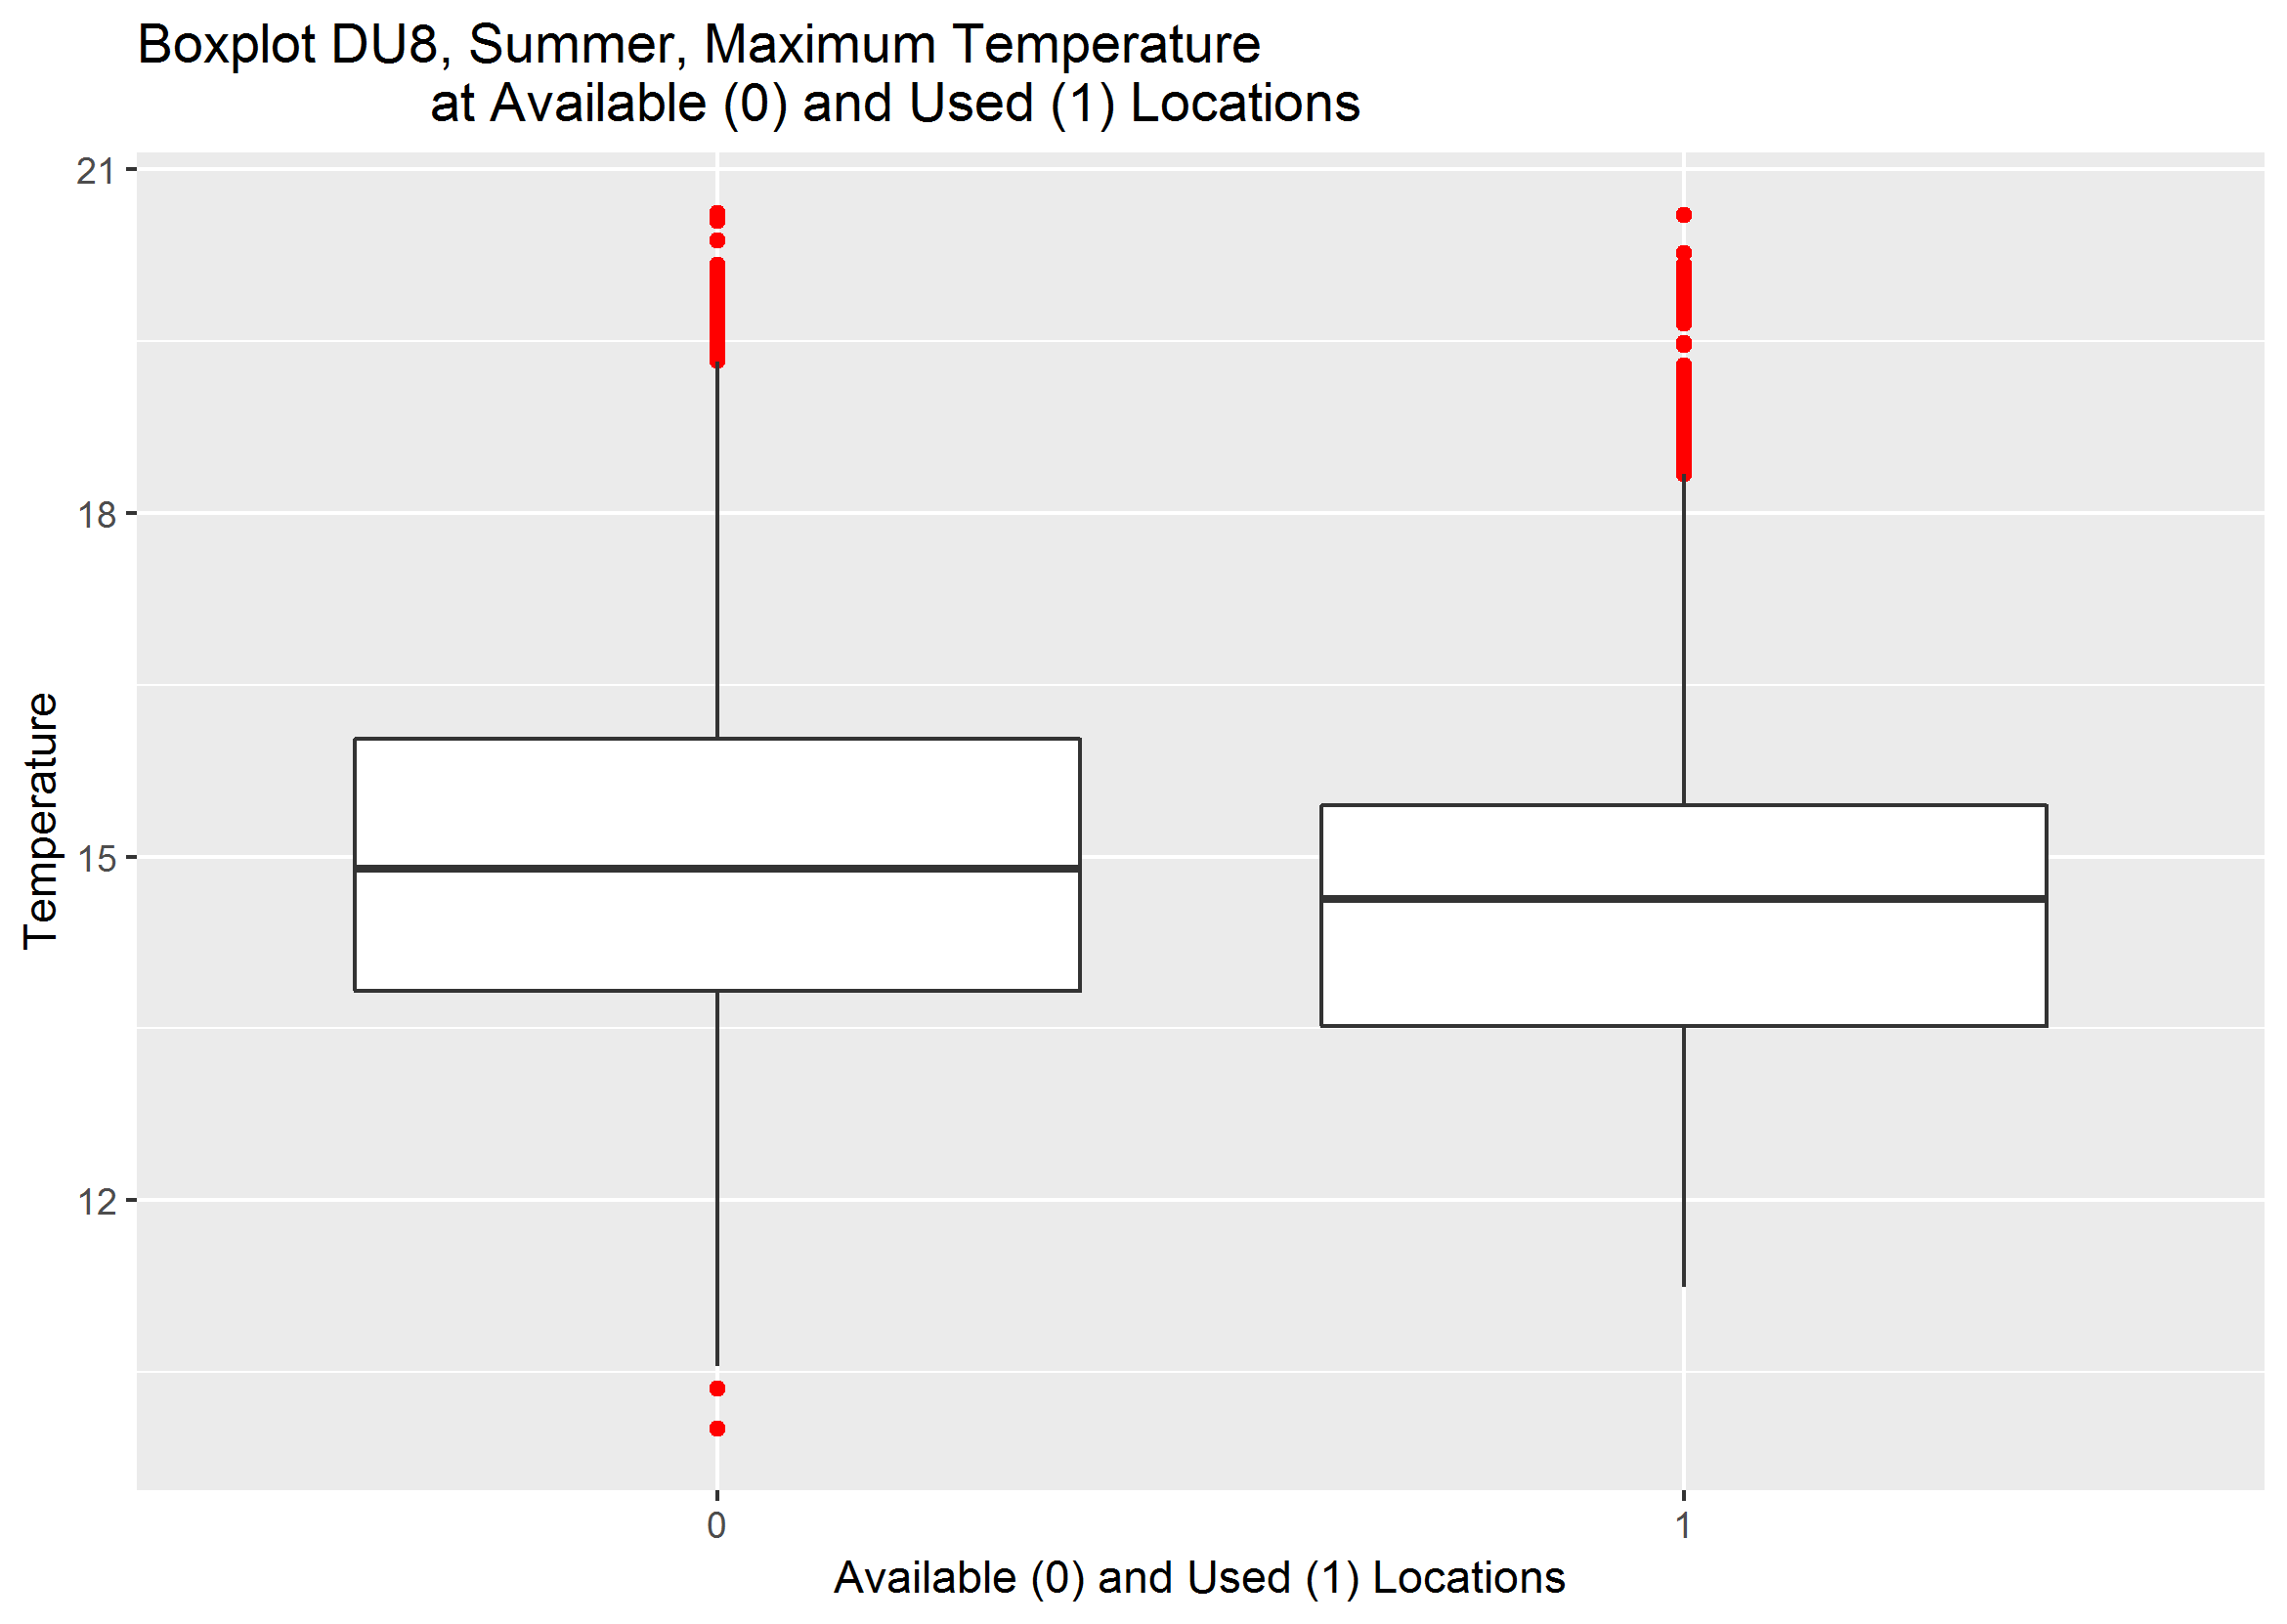 Boxplot DU8, Summer, Maximum Temperature
at Available (0) and Used (1) Locations
21
18
15
12
Temperature
0
1
Available (0) and Used (1) Locations